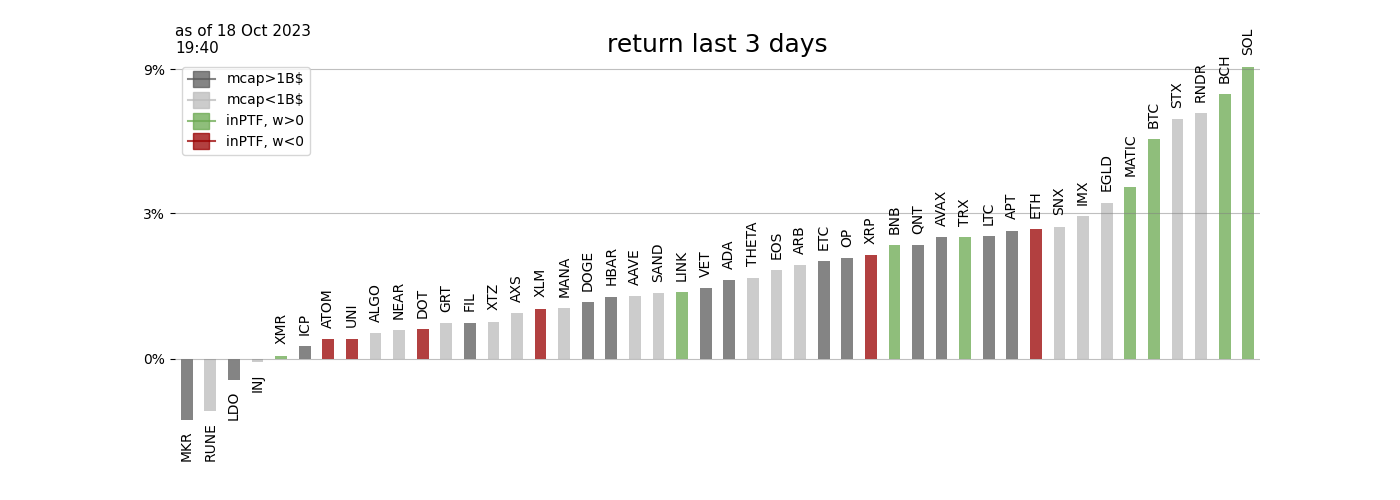 as of 18 Oct 2023
19:40
return last 3 days
9%
3%
0%
mcap>1B$
mcap<1B$
inPTF, w>0
inPTF, w<0
MKR
RUNE
LDO
INJ
XMR
ICP
ATOM
UNI
ALGO
NEAR
DOT
GRT
FIL
XTZ
AXS
XLM
MANA
DOGE
HBAR
AAVE
SAND
LINK
VET
ADA
THETA
EOS
ARB
ETC
OP
XRP
BNB
QNT
AVAX
TRX
LTC
APT
ETH
SNX
IMX
EGLD
MATIC
BTC
STX
RNDR
BCH
SOL